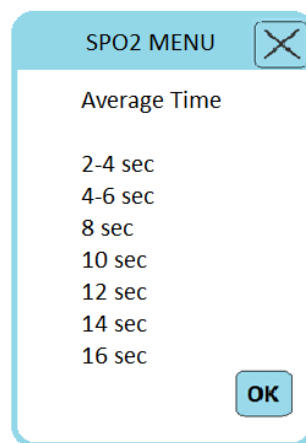 SPO2 MENU
Average Time
2-4 sec
4-6 sec
8 sec
10 sec
12 sec
14 sec
16 sec
OK